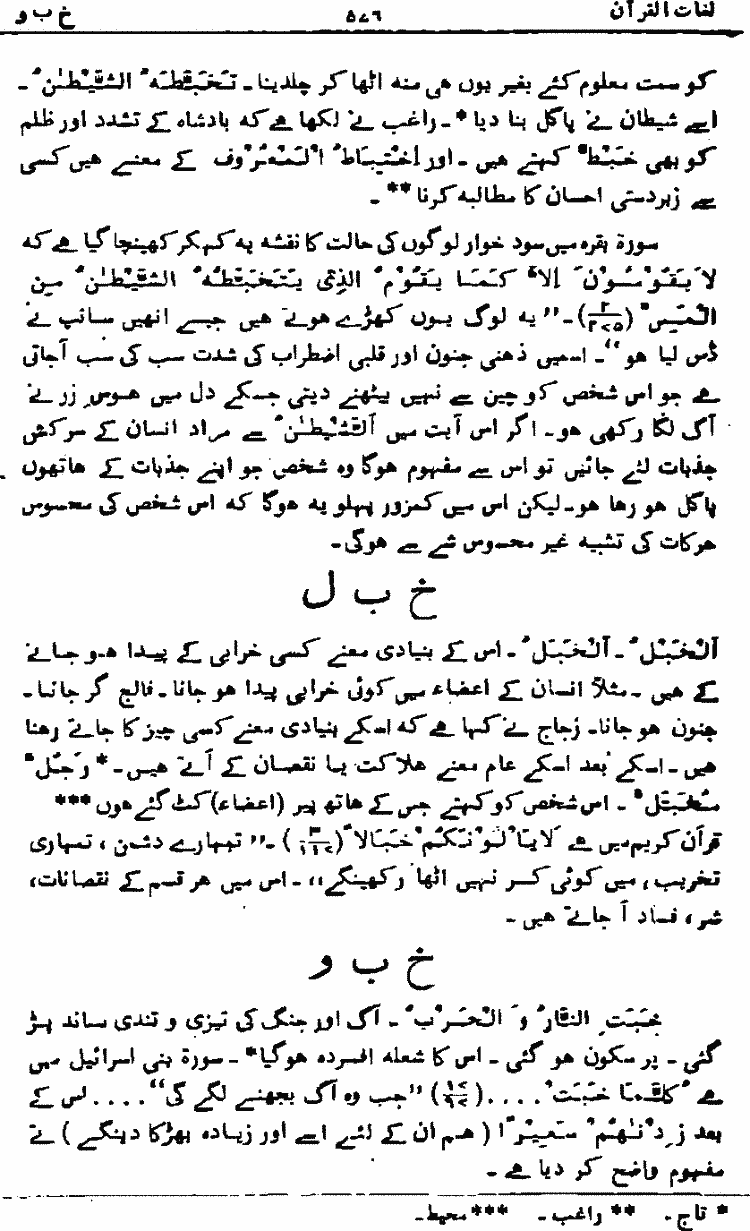 لغات القرآن ۵۷۶ خ ب و
کو سمت معلوم کئے بغیر یوں ہی منہ اٹھا کر چلدینا۔ تَخَبَّطَہُ الشَّیْطٰنُ۔
اسے شیطان نے پاگل بنا دیا*۔ راغب نے لکھا ہے کہ بادشاہ کے تشدد اور ظلم
کو بھی خَبْطٌ کہتے ہیں۔ اور اِخْتِبَاطُ الْمَعْرُوْفِ کے معنے ہیں کسی
سے زبردستی احسان کا مطالبہ کرنا**۔
سورۃ بقرہ میں سود خوار لوگوں کی حالت کا نقشہ یہ کہہ کر کھینچا گیا ہے کہ
لَا یَقُوْمُوْنَ اِلَّا کَمَا یَقُوْمُ الَّذِیْ یَتَخَبَّطُہُ الشَّیْطٰنُ مِنَ
الْمَسِّ (۲/۲۷۵)۔ ”یہ لوگ یوں کھڑے ہوتے ہیں جیسے انہیں سانپ نے
ڈس لیا ہو“۔ اسمیں ذہنی جنون اور قلبی اضطراب کی شدت سب کی سب آجاتی
ہے جو اس شخص کو چین سے نہیں بیٹھنے دیتی جسکے دل میں ہوس زر نے
آگ لگا رکھی ہو۔ اگر اس آیت میں اَلشَّیْطٰنُ سے مراد انسان کے سرکش
جذبات لئے جائیں تو اس سے مفہوم ہوگا وہ شخص جو اپنے جذبات کے ہاتھوں
پاگل ہو رہا ہو۔ لیکن اس میں کمزور پہلو یہ ہوگا کہ اس شخص کی محسوس
حرکات کی تشبیہ غیر محسوس شے سے ہوگی۔
خ ب ل
اَلْخَبْلُ۔ اَلْخَبَلُ۔ اس کے بنیادی معنے کسی خرابی کے پیدا ہو جانے
کے ہیں۔ مثلاً انسان کے اعضاء میں کوئی خرابی پیدا ہو جانا۔ فالج گر جانا۔
جنون ہو جانا۔ زجاج نے کہا ہے کہ اسکے بنیادی معنے کسی چیز کا جاتے رہنا
ہیں۔ اسکے بعد اسکے عام معنے ہلاکت یا نقصان کے آتے ہیں۔* رَجُلٌ
مُخَبَّلٌ۔ اس شخص کو کہتے جس کے ہاتھ پیر (اعضاء) کٹ گئے ہوں***
قرآن کریم میں ہے لَا یَاْلُوْنَکُمْ خَبَالًا (۳/۱۱۷)۔ ”تمہارے دشمن، تمہاری
تخریب، میں کوئی کسر نہیں اٹھا رکھینگے“۔ اس میں ہر قسم کے نقصانات،
شر، فساد آ جاتے ہیں۔
خ ب و
خَبَتِ النَّارُ وَ الْحَرْبُ۔ آگ اور جنگ کی تیزی و تندی ماند پڑ
گئی۔ پر سکون ہو گئی۔ اس کا شعلہ افسردہ ہوگیا*۔ سورۃ بنی اسرائیل میں
ہے کُلَّمَا خَبَتْ....(۱۷/۹۷) ”جب وہ آگ بجھنے لگے گی“.... اس کے
بعد زِدْنٰہُمْ سَعِیْرًا (ہم ان کے لئے اسے اور زیادہ بھڑکا دینگے) نے
مفہوم واضح کر دیا ہے۔
* تاج۔ ** راغب۔ *** محیط۔